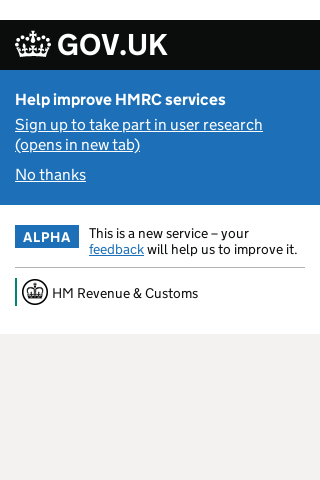 GOV.UK
Help improve HMRC services
Sign up to take part in user research
(opens in new tab)
No thanks
ALPHA
This is a new service – your
feedback will help us to improve it.
HM Revenue & Customs